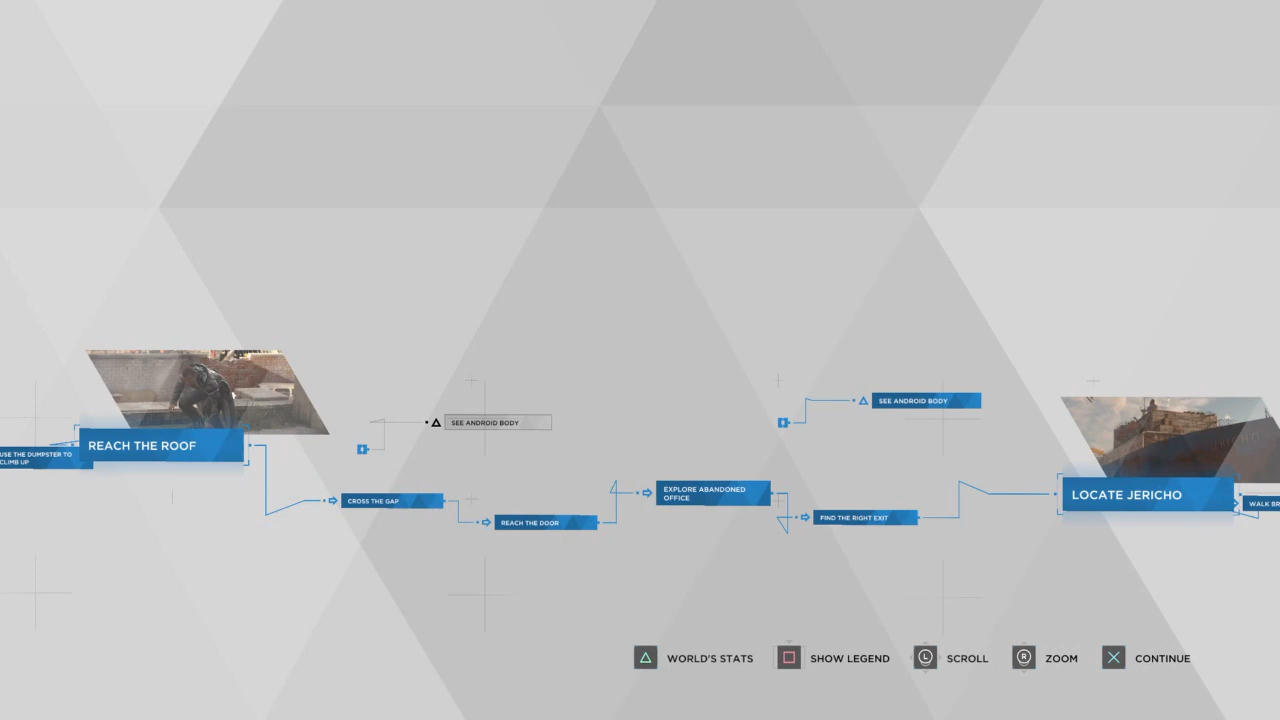 USE THE DUMPSTER TO
CLIMB UP
REACH THE ROOF
SEE ANDROID BODY
CROSS THE GAP
REACH THE DOOR
EXPLORE ABANDONED
OFFICE
SEE ANDROID BODY
FIND THE RIGHT EXIT
LOCATE JERICHO
WALK BR
WORLD'S STATS
SHOW LEGEND
L
SCROLL
R
ZOOM
CONTINUE